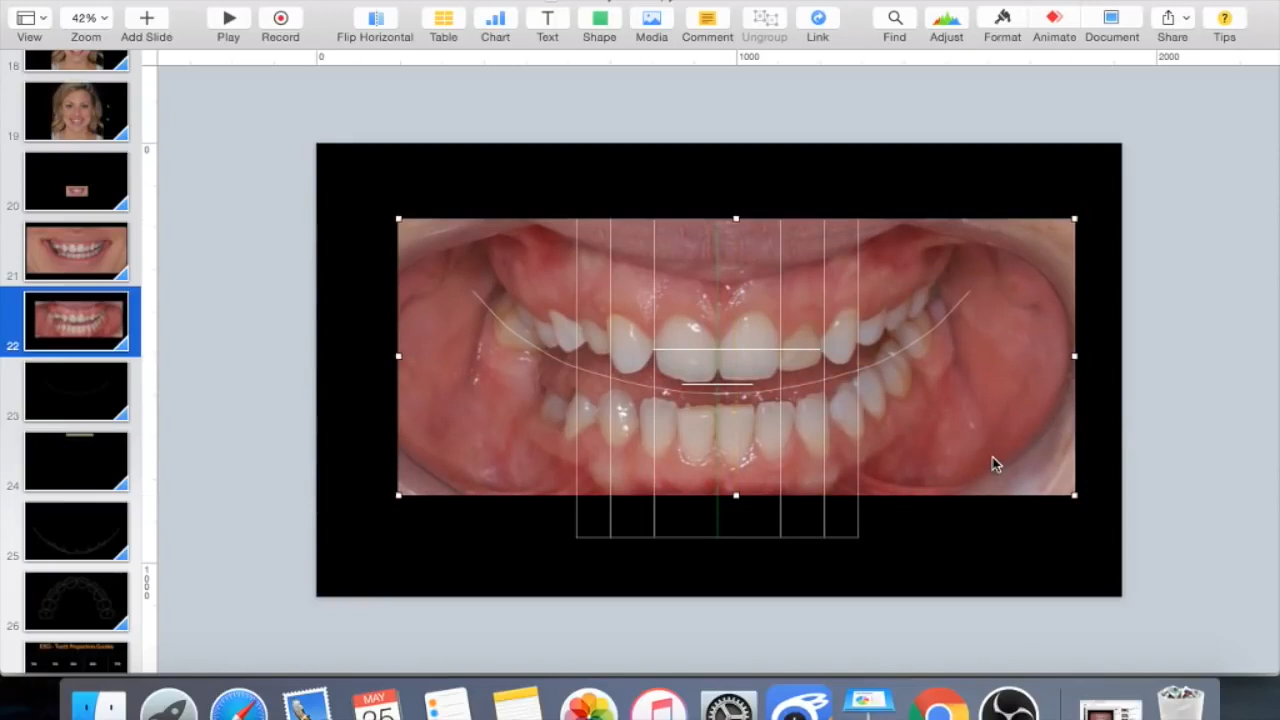 42%
View
Zoom
Add Slide
Play
Record
Flip Horizontal
Table
Chart
Text
Shape
Media
Comment
Ungroup
Link
Find
Adjust
Format
Animate
Document
Share
Tips
0
1000
2000
0
1000
18
19
20
21
22
23
24
25
26
MAY